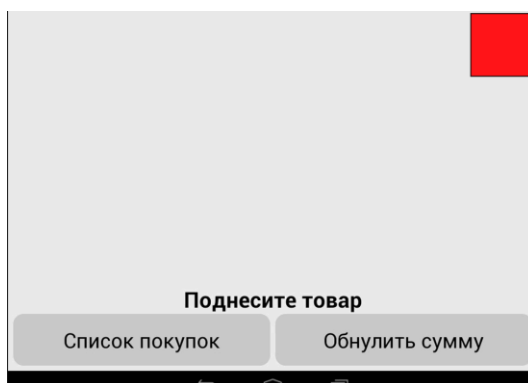 Поднесите товар
Список покупок
Обнулить сумму